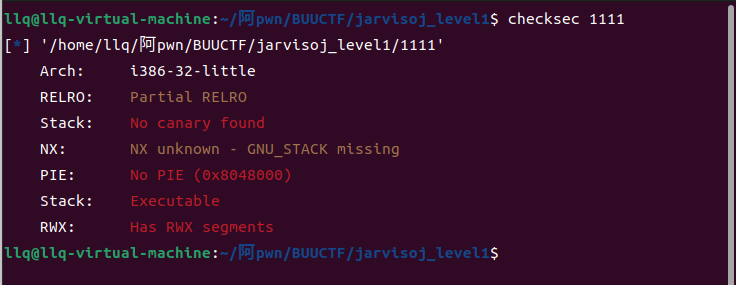 llq@llq-virtual-machine:~/阿pwn/BUUCTF/jarvisoj_level1$ checksec 1111
[*] '/home/llq/阿pwn/BUUCTF/jarvisoj_level1/1111'
Arch: i386-32-little
RELRO: Partial RELRO
Stack: No canary found
NX: NX unknown - GNU_STACK missing
PIE: No PIE (0x8048000)
Stack: Executable
RWX: Has RWX segments
llq@llq-virtual-machine:~/阿pwn/BUUCTF/jarvisoj_level1$